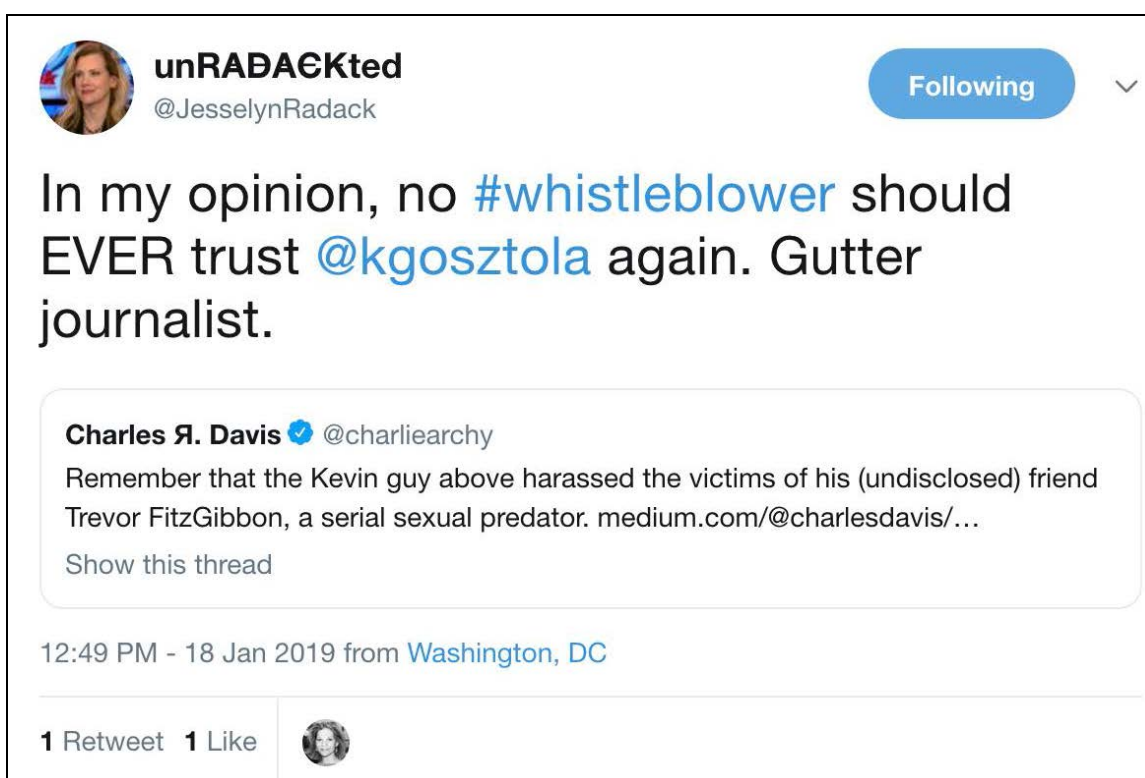 unRAĐAЄKted
@JesselynRadack
Following
In my opinion, no #whistleblower should
EVER trust @kgosztola again. Gutter
journalist.
Charles Я. Davis @charliearchy
Remember that the Kevin guy above harassed the victims of his (undisclosed) friend
Trevor FitzGibbon, a serial sexual predator. medium.com/@charlesdavis/…
Show this thread
12:49 PM - 18 Jan 2019 from Washington, DC
1 Retweet 1 Like